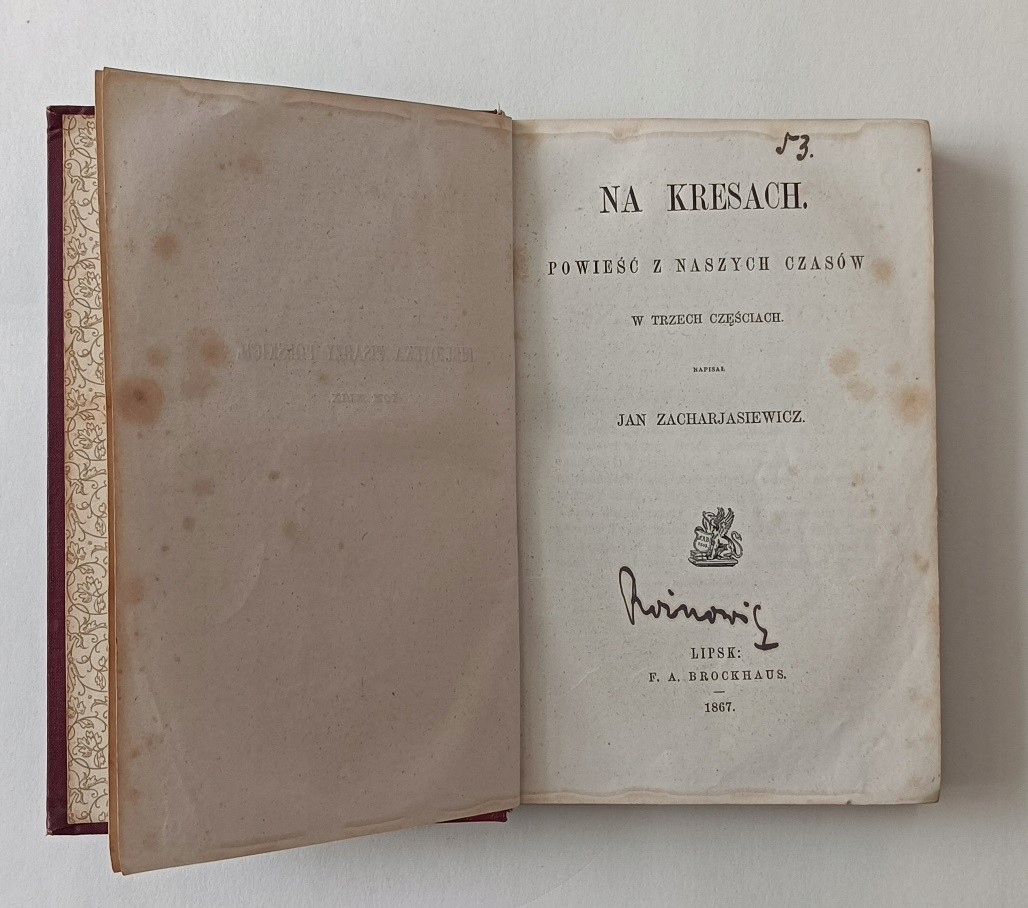 53.
NA KRESACH.
POWIEŚĆ Z NASZYCH CZASÓW
W TRZECH CZĘŚCIACH.
NAPISAŁ
JAN ZACHARJASIEWICZ.
LIPSK:
F. A. BROCKHAUS.
1867.